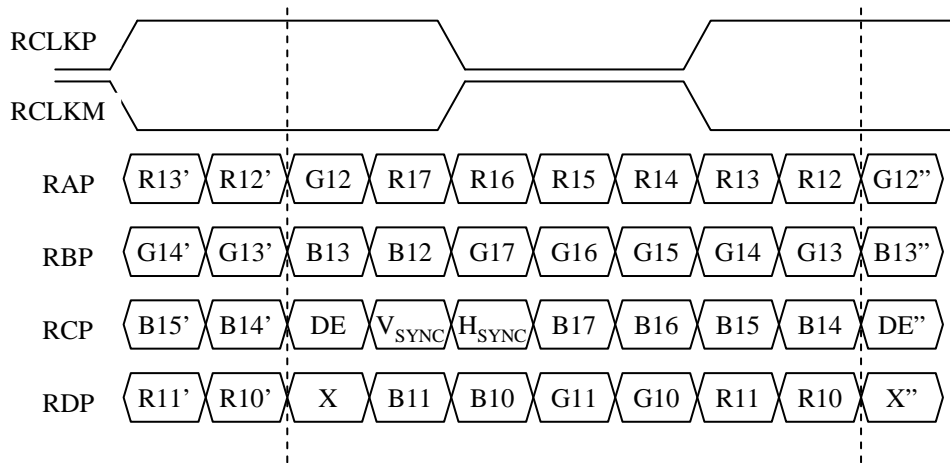 RCLKP
RCLKM
RAP R13' R12' G12 R17 R16 R15 R14 R13 R12 G12”
RBP G14' G13' B13 B12 G17 G16 G15 G14 G13 B13”
RCP B15' B14' DE VSYNC HSYNC B17 B16 B15 B14 DE”
RDP R11' R10' X B11 B10 G11 G10 R11 R10 X”